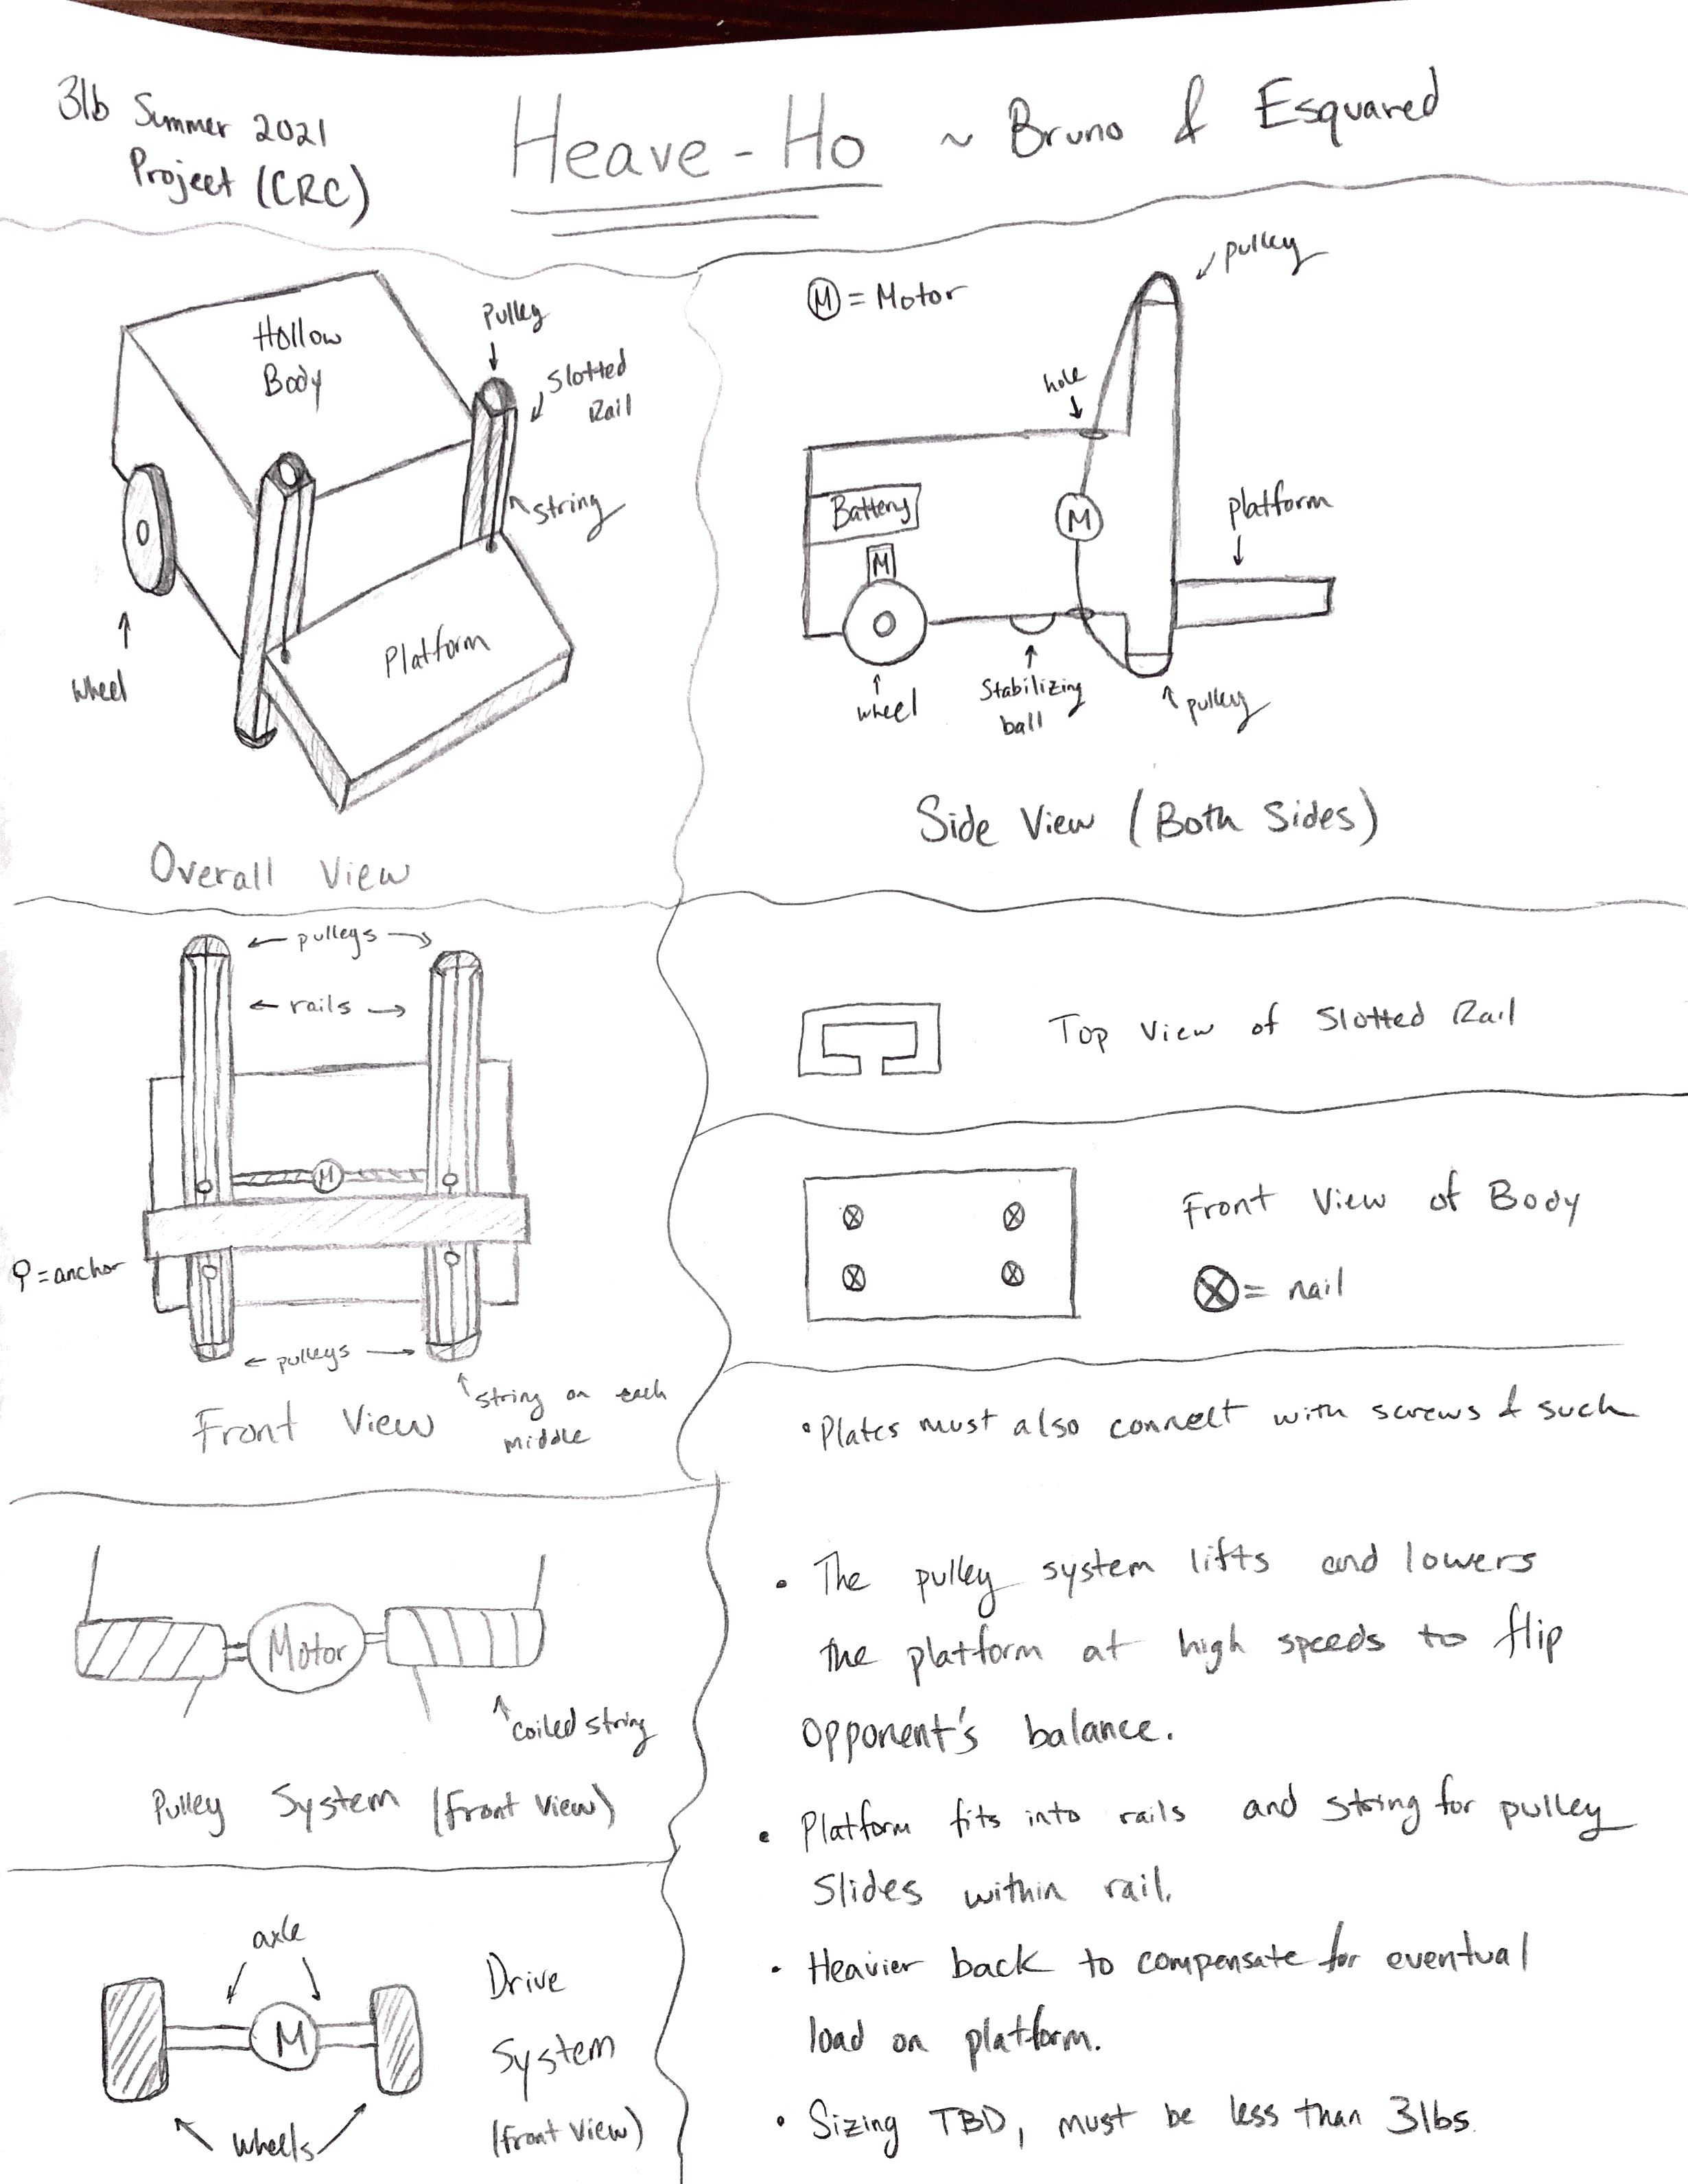 3lb Summer 2021
Project (CRC)
Heave-Ho ~ Bruno & Esquared
Hollow
Body
Pulley
Slotted
Rail
string
Platform
wheel
Overall View
M = Motor
pulley
hole
Battery
M
M
platform
wheel
Stabilizing
ball
pulley
Side View (Both Sides)
← pulleys →
← rails →
M
♀ = anchor
← pulleys →
string on each
middle
Front View
Top View of Slotted Rail
Front View of Body
⊗ = nail
• Plates must also connect with screws & such
Motor
coiled string
Pulley System (front view)
axle
M
wheels
Drive
System
(front view)
• The pulley system lifts and lowers
the platform at high speeds to flip
opponent's balance.
• Platform fits into rails and string for pulley
slides within rail.
• Heavier back to compensate for eventual
load on platform.
• Sizing TBD, must be less than 3lbs.